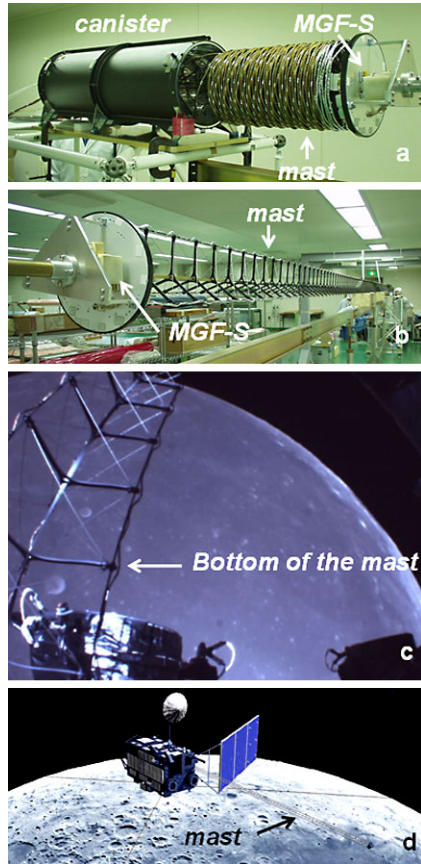 canister
MGF-S
mast
a
mast
MGF-S
b
Bottom of the mast
c
mast
d